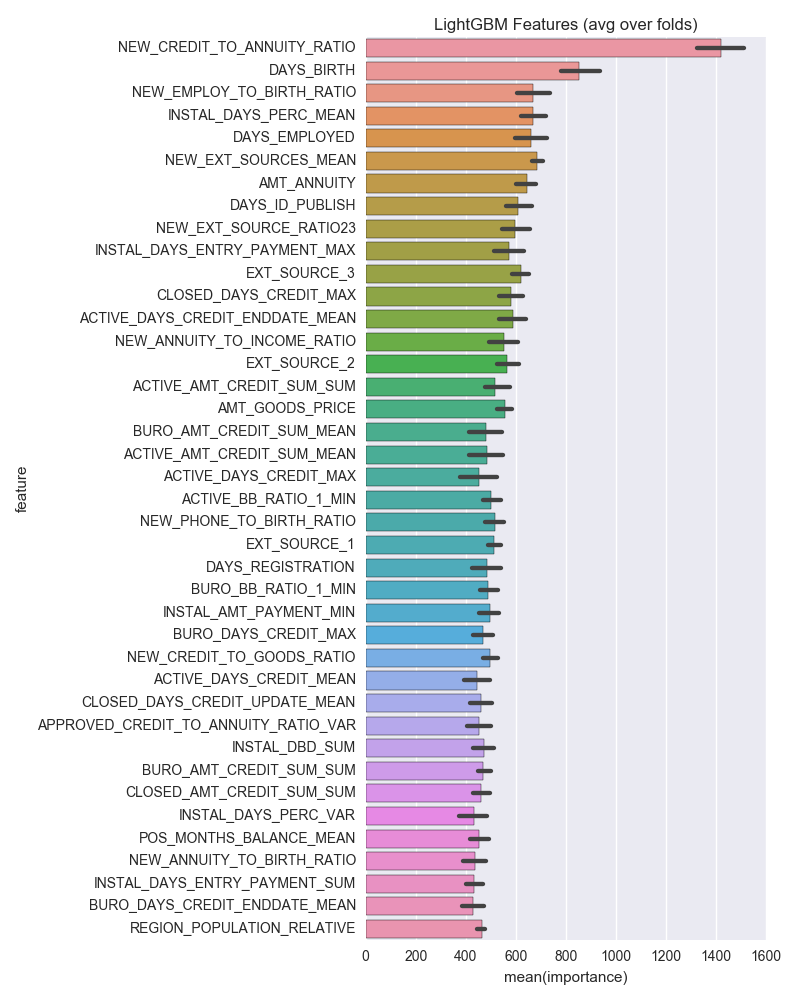 LightGBM Features (avg over folds)
NEW_CREDIT_TO_ANNUITY_RATIO
DAYS_BIRTH
NEW_EMPLOY_TO_BIRTH_RATIO
INSTAL_DAYS_PERC_MEAN
DAYS_EMPLOYED
NEW_EXT_SOURCES_MEAN
AMT_ANNUITY
DAYS_ID_PUBLISH
NEW_EXT_SOURCE_RATIO23
INSTAL_DAYS_ENTRY_PAYMENT_MAX
EXT_SOURCE_3
CLOSED_DAYS_CREDIT_MAX
ACTIVE_DAYS_CREDIT_ENDDATE_MEAN
NEW_ANNUITY_TO_INCOME_RATIO
EXT_SOURCE_2
ACTIVE_AMT_CREDIT_SUM_SUM
AMT_GOODS_PRICE
BURO_AMT_CREDIT_SUM_MEAN
ACTIVE_AMT_CREDIT_SUM_MEAN
ACTIVE_DAYS_CREDIT_MAX
ACTIVE_BB_RATIO_1_MIN
NEW_PHONE_TO_BIRTH_RATIO
EXT_SOURCE_1
DAYS_REGISTRATION
BURO_BB_RATIO_1_MIN
INSTAL_AMT_PAYMENT_MIN
BURO_DAYS_CREDIT_MAX
NEW_CREDIT_TO_GOODS_RATIO
ACTIVE_DAYS_CREDIT_MEAN
CLOSED_DAYS_CREDIT_UPDATE_MEAN
APPROVED_CREDIT_TO_ANNUITY_RATIO_VAR
INSTAL_DBD_SUM
BURO_AMT_CREDIT_SUM_SUM
CLOSED_AMT_CREDIT_SUM_SUM
INSTAL_DAYS_PERC_VAR
POS_MONTHS_BALANCE_MEAN
NEW_ANNUITY_TO_BIRTH_RATIO
INSTAL_DAYS_ENTRY_PAYMENT_SUM
BURO_DAYS_CREDIT_ENDDATE_MEAN
REGION_POPULATION_RELATIVE
feature
0 200 400 600 800 1000 1200 1400 1600
mean(importance)